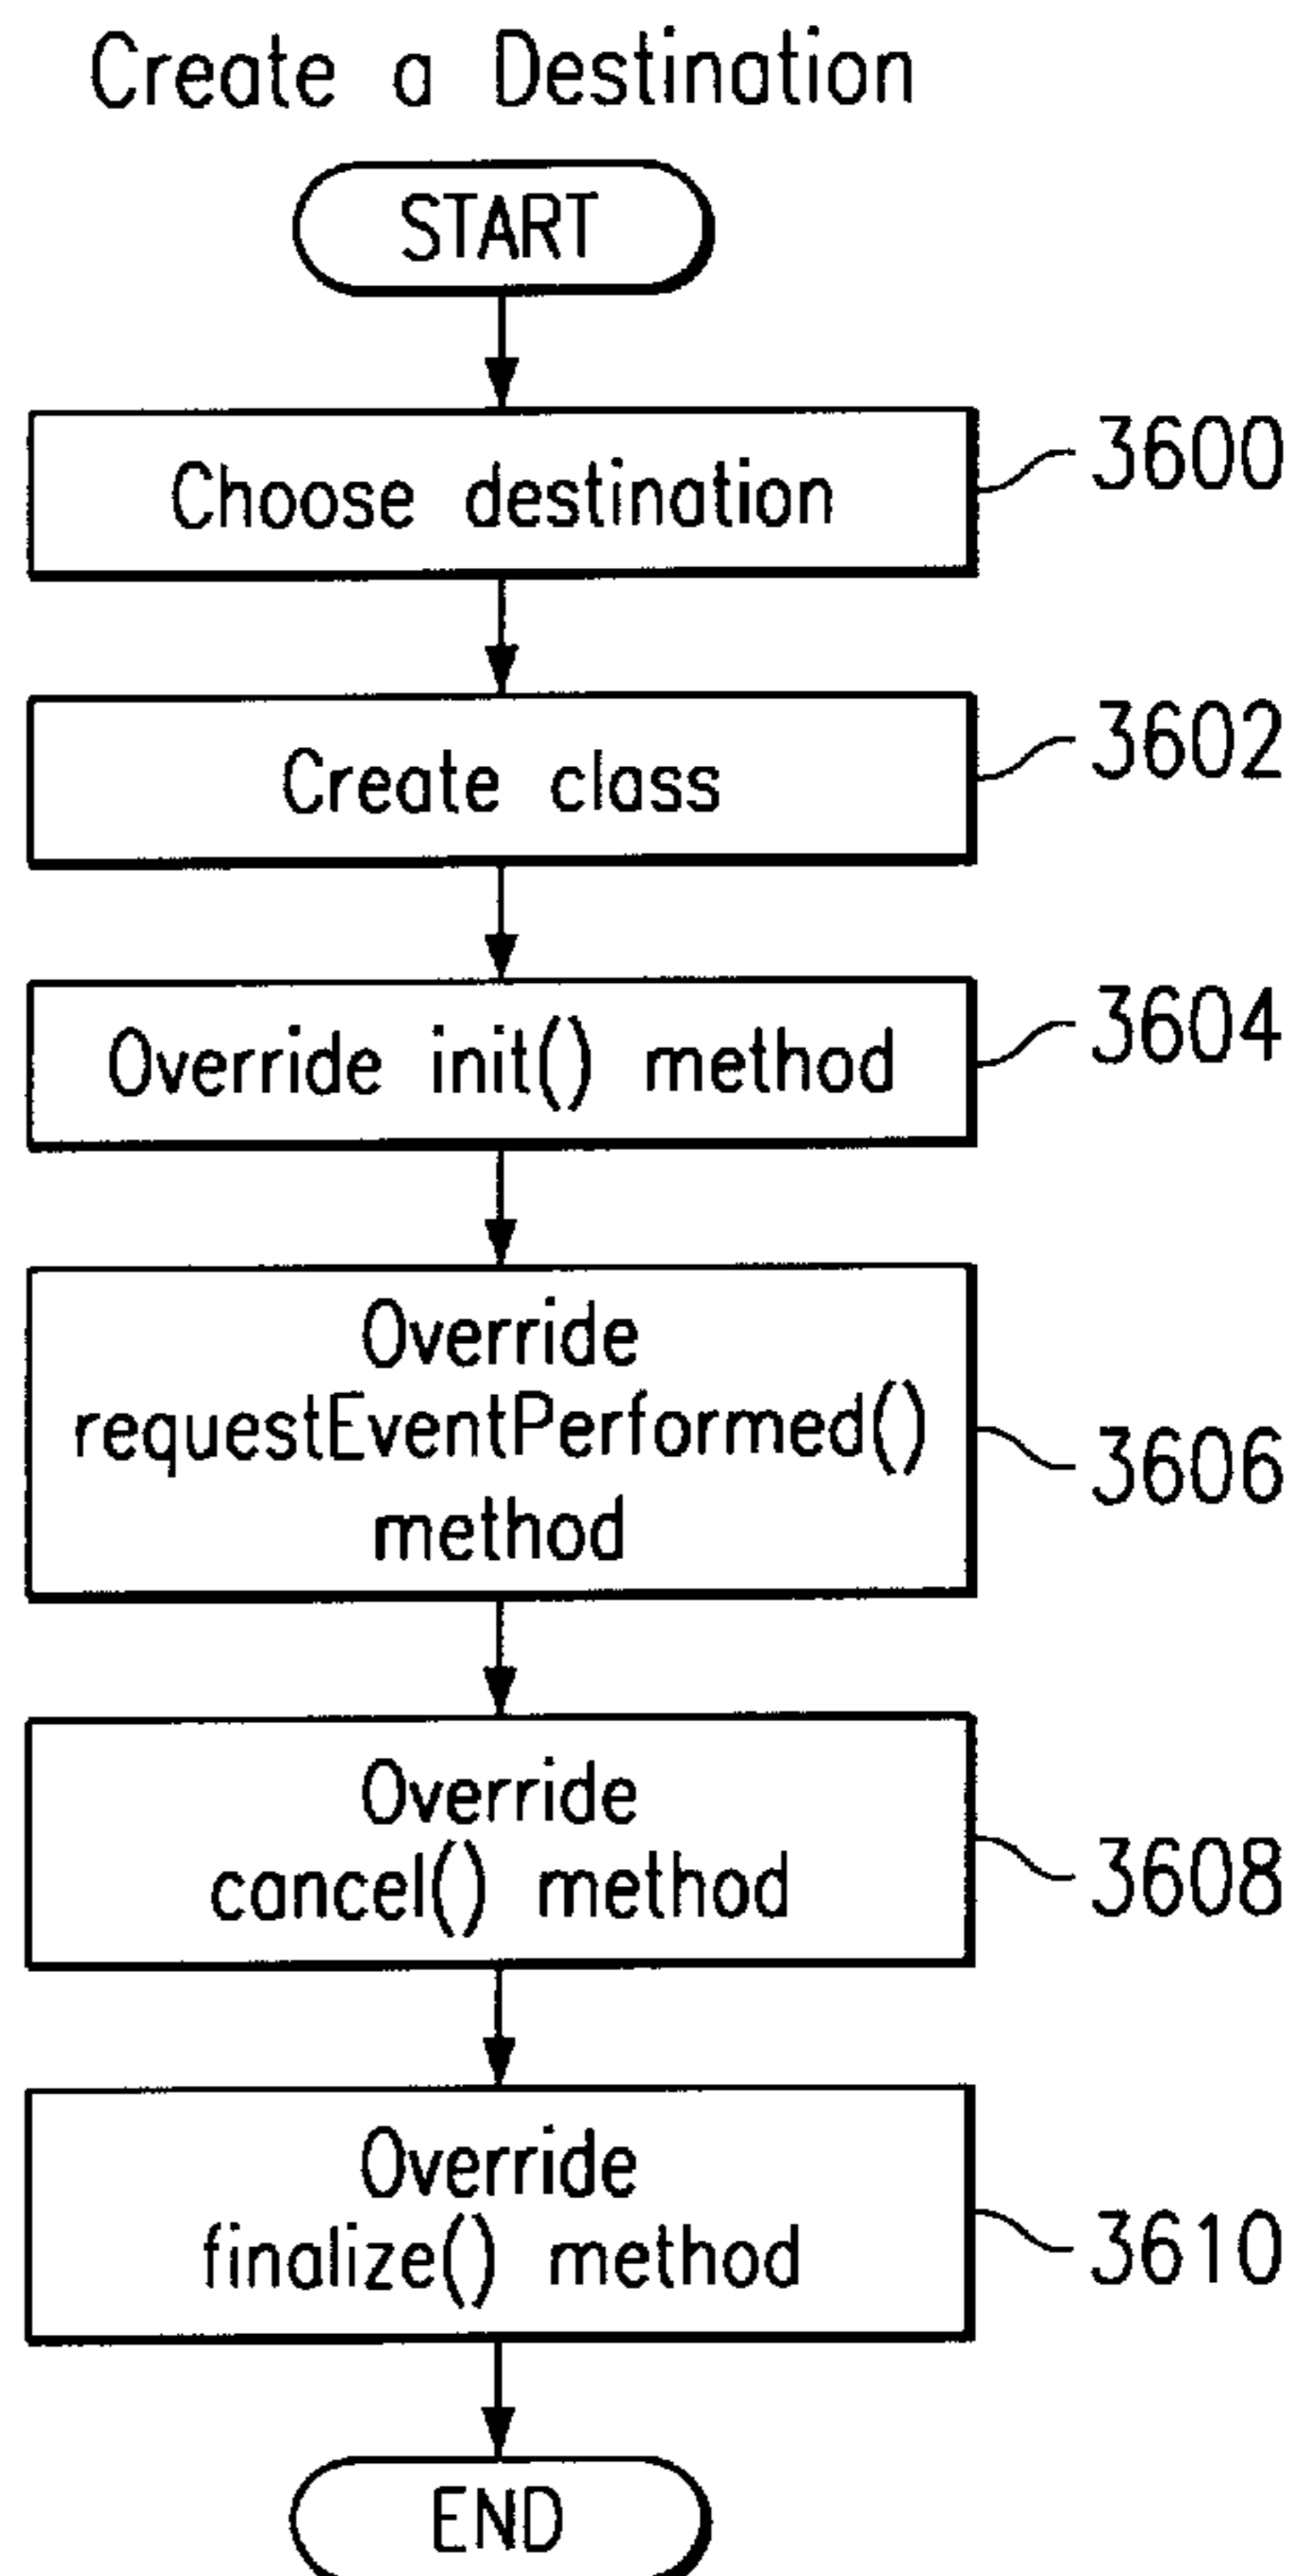 Create a Destination
START
Choose destination
3600
Create class
3602
Override init() method
3604
Override
requestEventPerformed()
method
3606
Override
cancel() method
3608
Override
finalize() method
3610
END